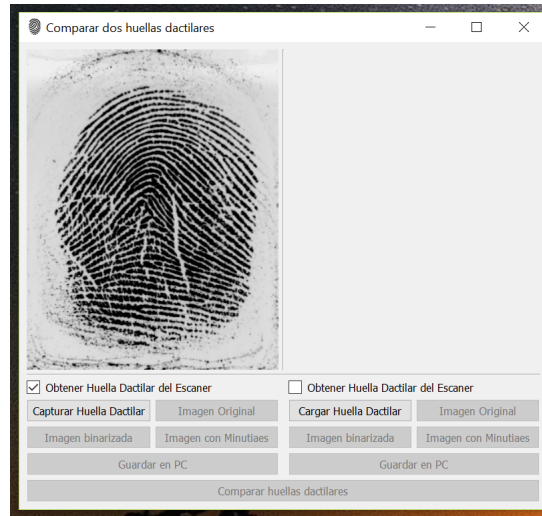 Comparar dos huellas dactilares
Obtener Huella Dactilar del Escaner
Obtener Huella Dactilar del Escaner
Capturar Huella Dactilar
Imagen Original
Cargar Huella Dactilar
Imagen Original
Imagen binarizada
Imagen con Minutiaes
Imagen binarizada
Imagen con Minutiaes
Guardar en PC
Guardar en PC
Comparar huellas dactilares